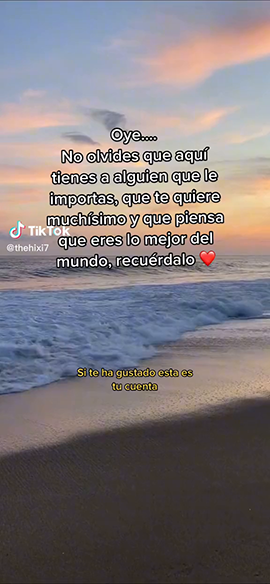 Oye....
No olvides que aquí
tienes a alguien que le
importas, que te quiere
muchísimo y que piensa
que eres lo mejor del
mundo, recuérdalo ❤️
TikTok
@thehixi7
Si te ha gustado esta es
tu cuenta